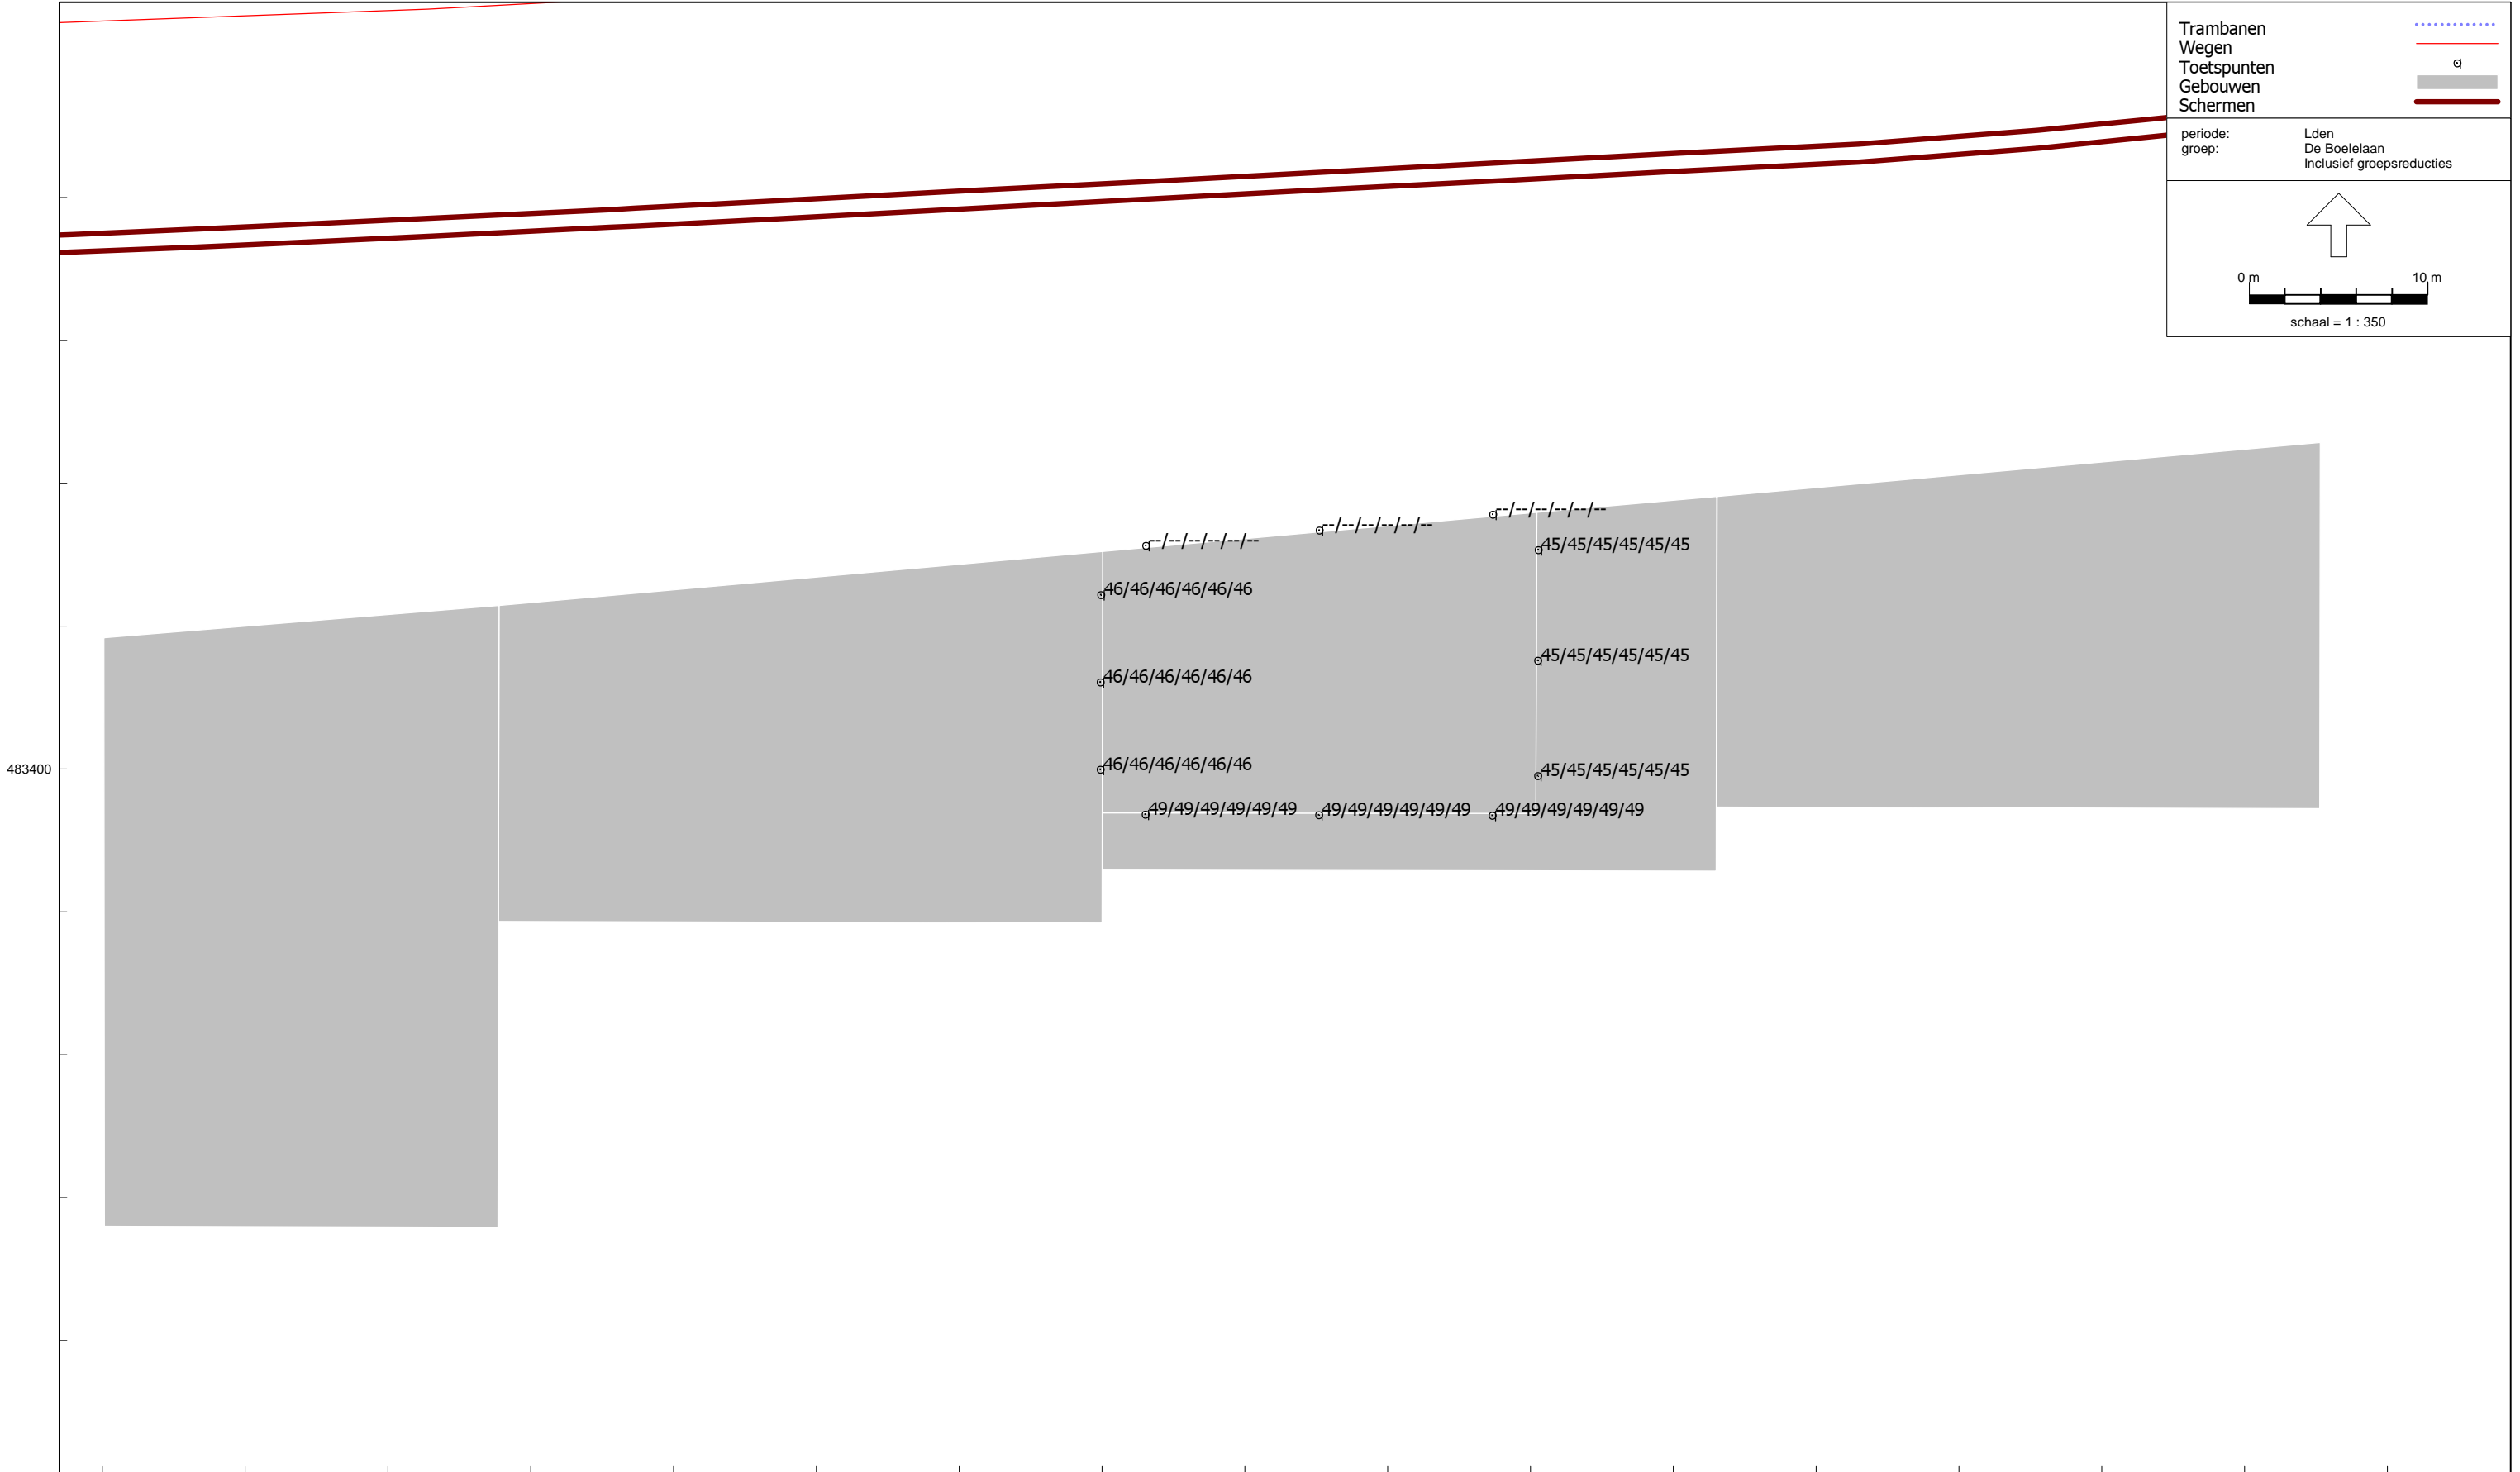 Trambanen
Wegen
Toetspunten
Gebouwen
Schermen
periode: Lden
groep: De Boelelaan
Inclusief groepsreducties
0 m 10 m
schaal = 1 : 350
--/--/--/--/--/--
--/--/--/--/--/--
--/--/--/--/--/--
45/45/45/45/45/45
46/46/46/46/46/46
45/45/45/45/45/45
46/46/46/46/46/46
483400
46/46/46/46/46/46
45/45/45/45/45/45
49/49/49/49/49/49
49/49/49/49/49/49
49/49/49/49/49/49